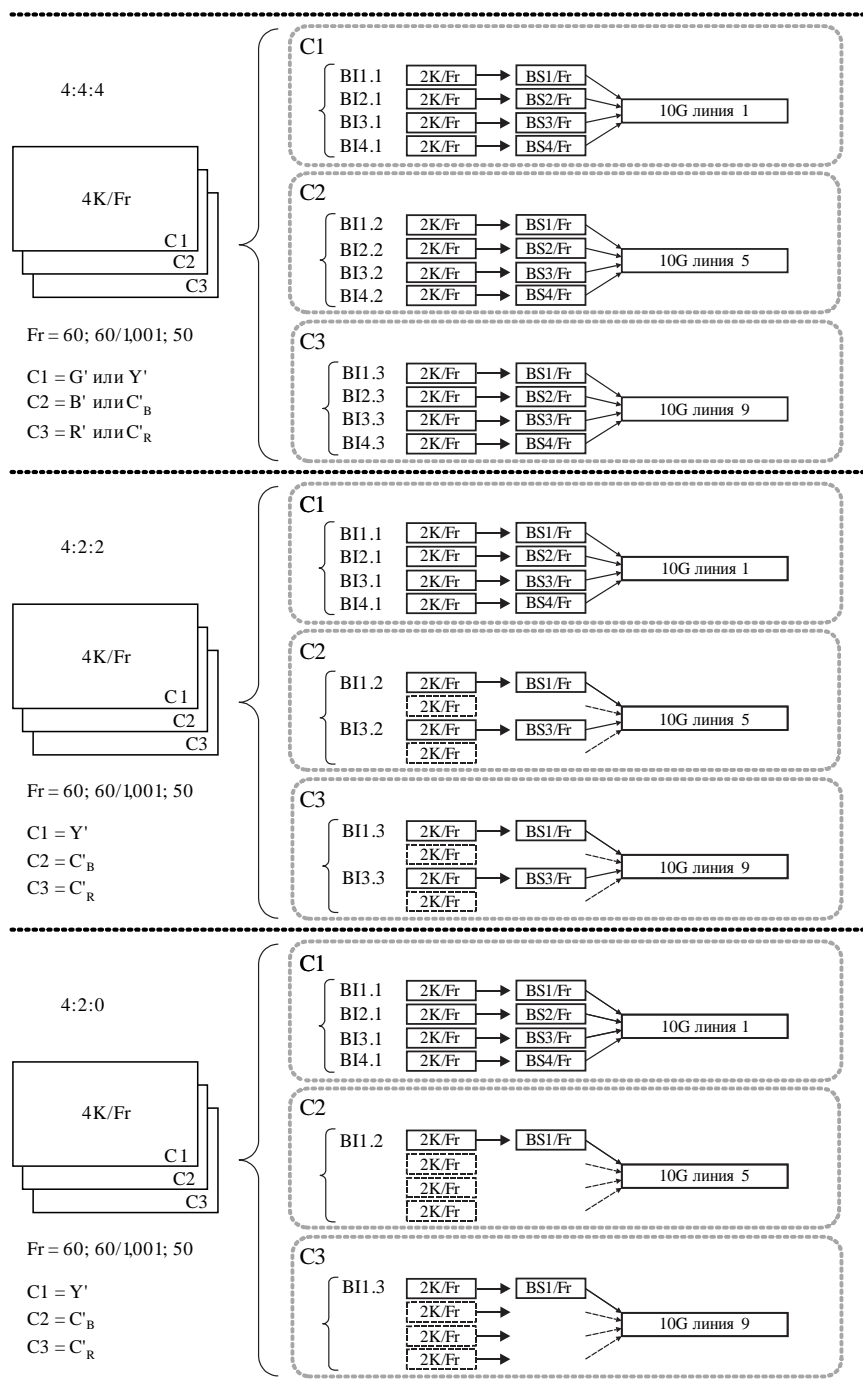 4:4:4
4K/Fr
C1
C2
C3
Fr = 60; 60/1,001; 50
C1 = G' или Y'
C2 = B' или C'B
C3 = R' или C'R
C1
BI1.1 2K/Fr BS1/Fr
BI2.1 2K/Fr BS2/Fr
BI3.1 2K/Fr BS3/Fr
BI4.1 2K/Fr BS4/Fr
10G линия 1
C2
BI1.2 2K/Fr BS1/Fr
BI2.2 2K/Fr BS2/Fr
BI3.2 2K/Fr BS3/Fr
BI4.2 2K/Fr BS4/Fr
10G линия 5
C3
BI1.3 2K/Fr BS1/Fr
BI2.3 2K/Fr BS2/Fr
BI3.3 2K/Fr BS3/Fr
BI4.3 2K/Fr BS4/Fr
10G линия 9
4:2:2
4K/Fr
C1
C2
C3
Fr = 60; 60/1,001; 50
C1 = Y'
C2 = C'B
C3 = C'R
C1
BI1.1 2K/Fr BS1/Fr
BI2.1 2K/Fr BS2/Fr
BI3.1 2K/Fr BS3/Fr
BI4.1 2K/Fr BS4/Fr
10G линия 1
C2
BI1.2 2K/Fr BS1/Fr
2K/Fr
BI3.2 2K/Fr BS3/Fr
2K/Fr
10G линия 5
C3
BI1.3 2K/Fr BS1/Fr
2K/Fr
BI3.3 2K/Fr BS3/Fr
2K/Fr
10G линия 9
4:2:0
4K/Fr
C1
C2
C3
Fr = 60; 60/1,001; 50
C1 = Y'
C2 = C'B
C3 = C'R
C1
BI1.1 2K/Fr BS1/Fr
BI2.1 2K/Fr BS2/Fr
BI3.1 2K/Fr BS3/Fr
BI4.1 2K/Fr BS4/Fr
10G линия 1
C2
BI1.2 2K/Fr BS1/Fr
2K/Fr
2K/Fr
2K/Fr
10G линия 5
C3
BI1.3 2K/Fr BS1/Fr
2K/Fr
2K/Fr
2K/Fr
10G линия 9